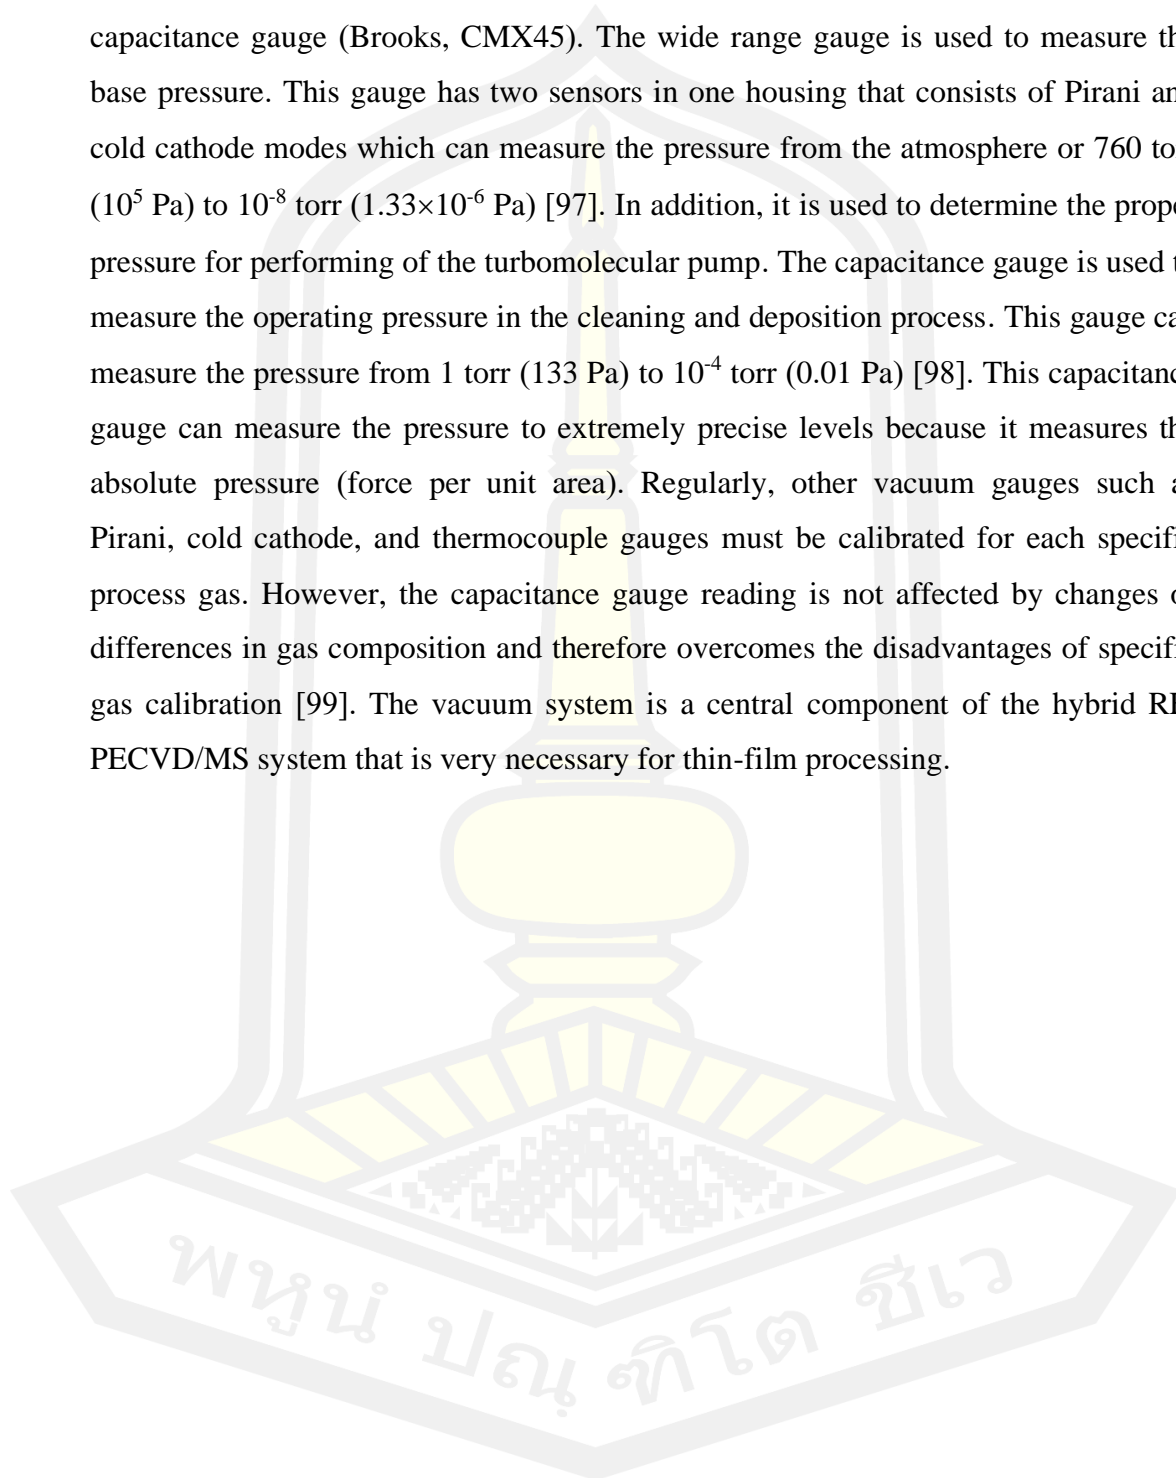 capacitance gauge (Brooks, CMX45). The wide range gauge is used to measure th
base pressure. This gauge has two sensors in one housing that consists of Pirani an
cold cathode modes which can measure the pressure from the atmosphere or 760 to
(10⁵ Pa) to 10⁻⁸ torr (1.33×10⁻⁶ Pa) [97]. In addition, it is used to determine the prope
pressure for performing of the turbomolecular pump. The capacitance gauge is used t
measure the operating pressure in the cleaning and deposition process. This gauge ca
measure the pressure from 1 torr (133 Pa) to 10⁻⁴ torr (0.01 Pa) [98]. This capacitanc
gauge can measure the pressure to extremely precise levels because it measures th
absolute pressure (force per unit area). Regularly, other vacuum gauges such a
Pirani, cold cathode, and thermocouple gauges must be calibrated for each specifi
process gas. However, the capacitance gauge reading is not affected by changes o
differences in gas composition and therefore overcomes the disadvantages of specifi
gas calibration [99]. The vacuum system is a central component of the hybrid RF
PECVD/MS system that is very necessary for thin-film processing.
พหูนํ ปณฺฑิโต ชีเว